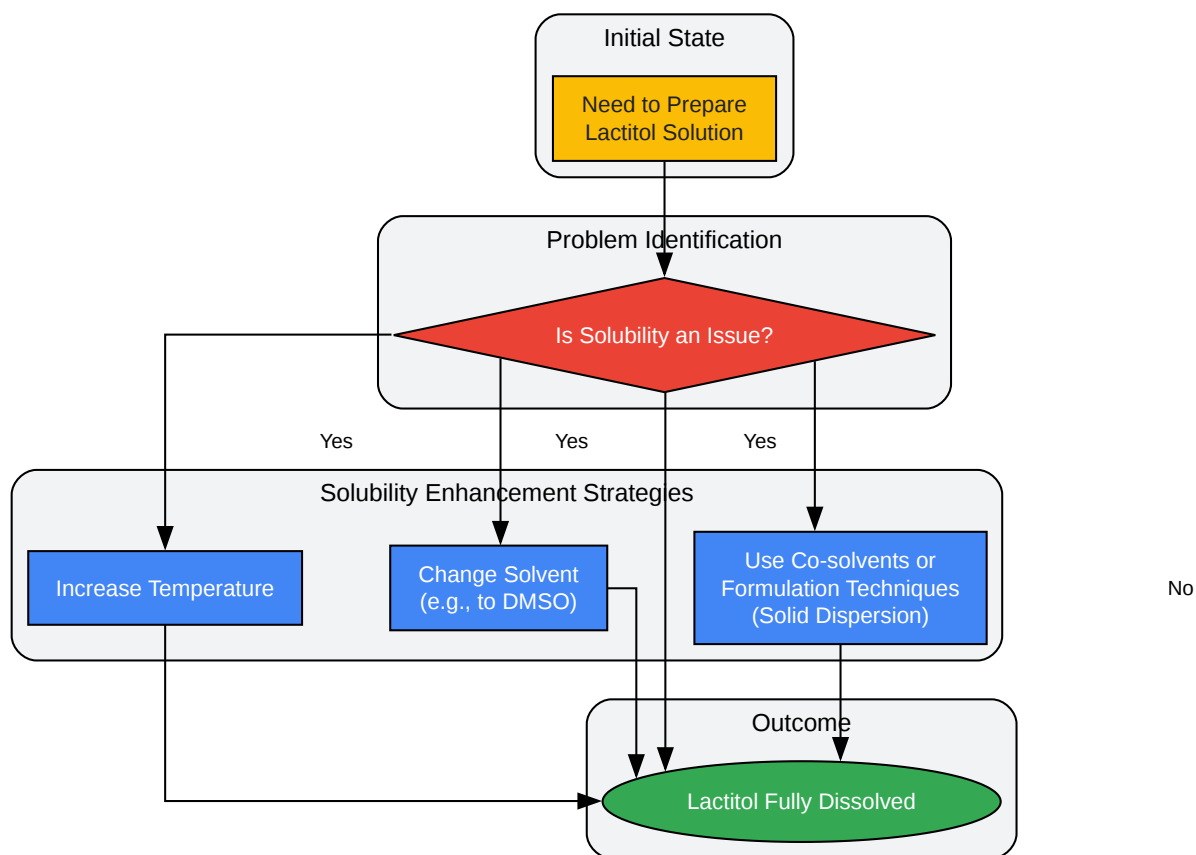 Initial State
Need to Prepare
Lactitol Solution
Problem Identification
Is Solubility an Issue?
Yes
Yes
Yes
Solubility Enhancement Strategies
Increase Temperature
Change Solvent
(e.g., to DMSO)
Use Co-solvents or
Formulation Techniques
(Solid Dispersion)
No
Outcome
Lactitol Fully Dissolved